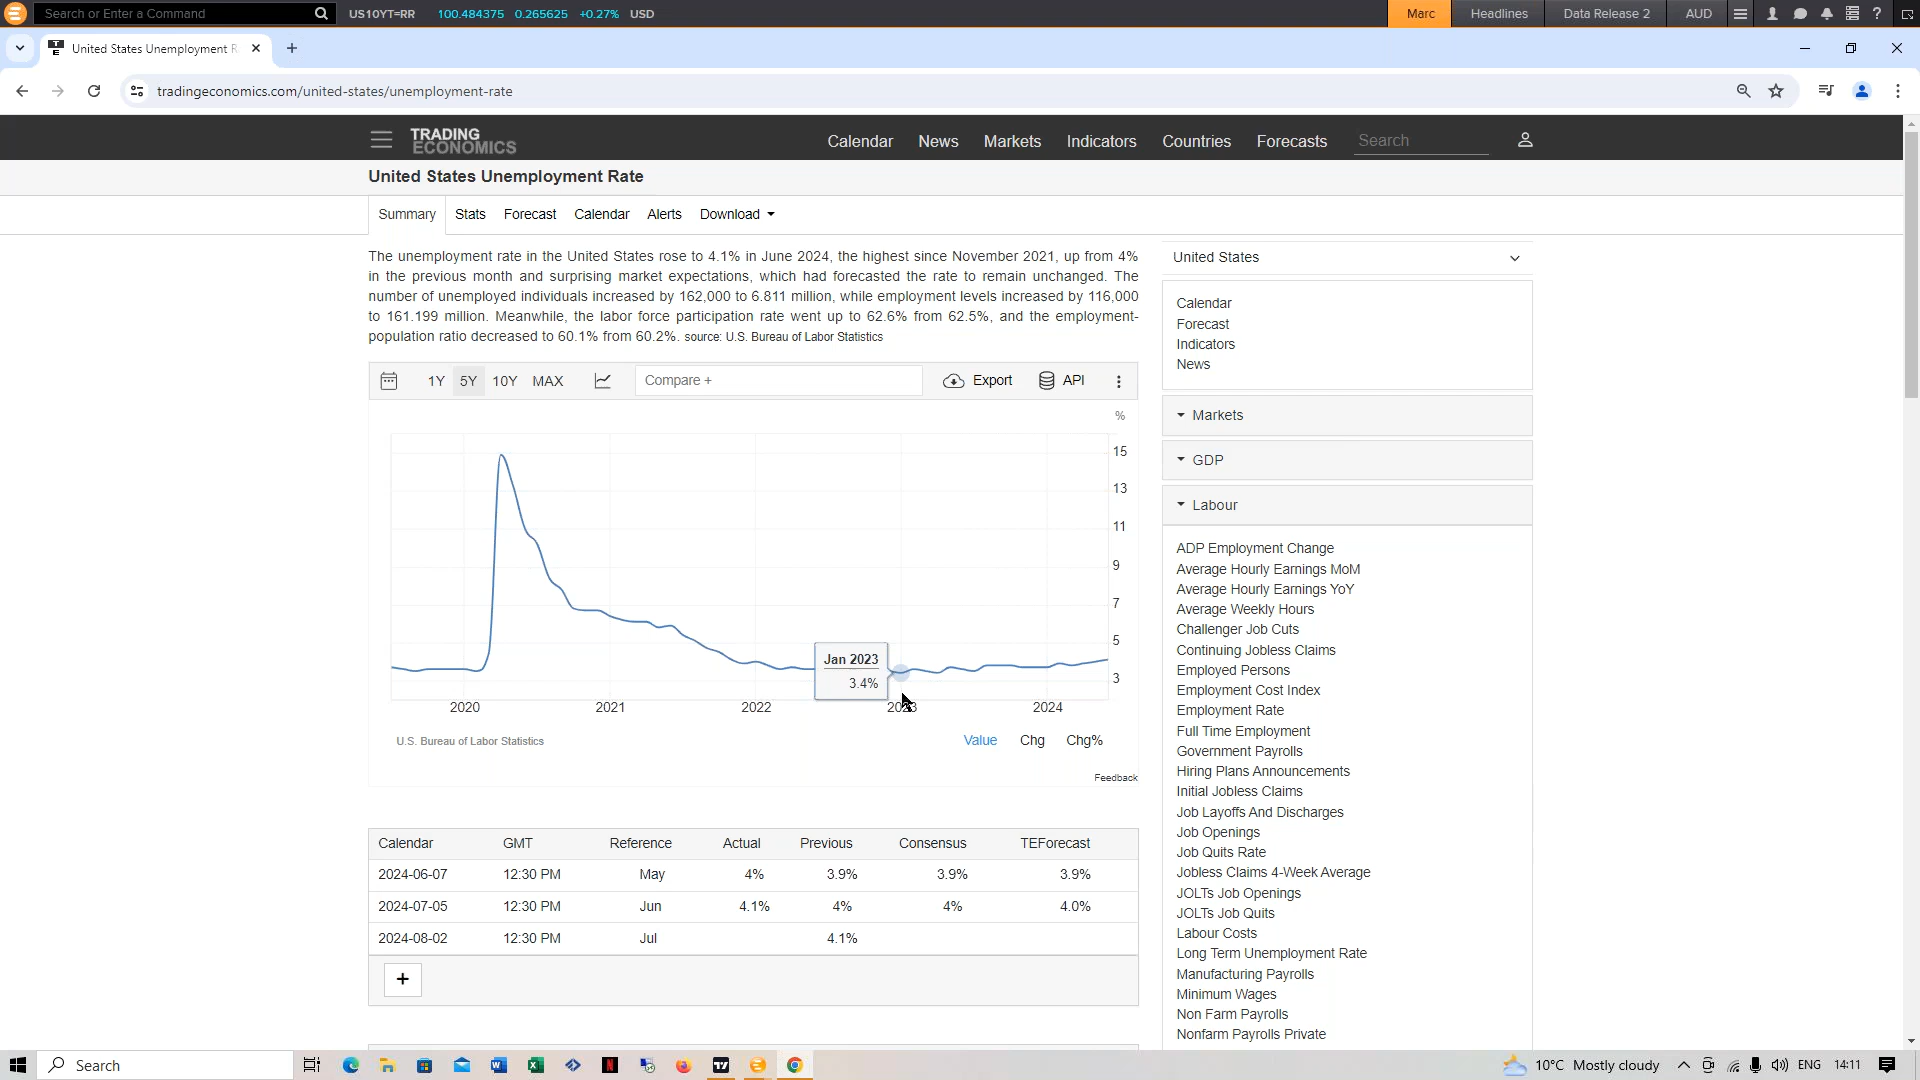 Search or Enter a Command
US10YT=RR 100.484375 0.265625 +0.27% USD
Marc Headlines Data Release 2 AUD ?
United States Unemployment R
tradingeconomics.com/united-states/unemployment-rate
TRADING ECONOMICS
Calendar News Markets Indicators Countries Forecasts Search
United States Unemployment Rate
Summary Stats Forecast Calendar Alerts Download
The unemployment rate in the United States rose to 4.1% in June 2024, the highest since November 2021, up from 4%
in the previous month and surprising market expectations, which had forecasted the rate to remain unchanged. The
number of unemployed individuals increased by 162,000 to 6.811 million, while employment levels increased by 116,000
to 161.199 million. Meanwhile, the labor force participation rate went up to 62.6% from 62.5%, and the employment-
population ratio decreased to 60.1% from 60.2%. source: U.S. Bureau of Labor Statistics
1Y 5Y 10Y MAX Compare + Export API
%
15
13
11
9
7
5
3
Jan 2023
3.4%
2020 2021 2022 2023 2024
U.S. Bureau of Labor Statistics
Value Chg Chg%
Feedback
Calendar GMT Reference Actual Previous Consensus TEForecast
2024-06-07 12:30 PM May 4% 3.9% 3.9% 3.9%
2024-07-05 12:30 PM Jun 4.1% 4% 4% 4.0%
2024-08-02 12:30 PM Jul 4.1%
+
United States
Calendar
Forecast
Indicators
News
Markets
GDP
Labour
ADP Employment Change
Average Hourly Earnings MoM
Average Hourly Earnings YoY
Average Weekly Hours
Challenger Job Cuts
Continuing Jobless Claims
Employed Persons
Employment Cost Index
Employment Rate
Full Time Employment
Government Payrolls
Hiring Plans Announcements
Initial Jobless Claims
Job Layoffs And Discharges
Job Openings
Job Quits Rate
Jobless Claims 4-Week Average
JOLTs Job Openings
JOLTs Job Quits
Labour Costs
Long Term Unemployment Rate
Manufacturing Payrolls
Minimum Wages
Non Farm Payrolls
Nonfarm Payrolls Private
Search
10°C Mostly cloudy ENG 14:11